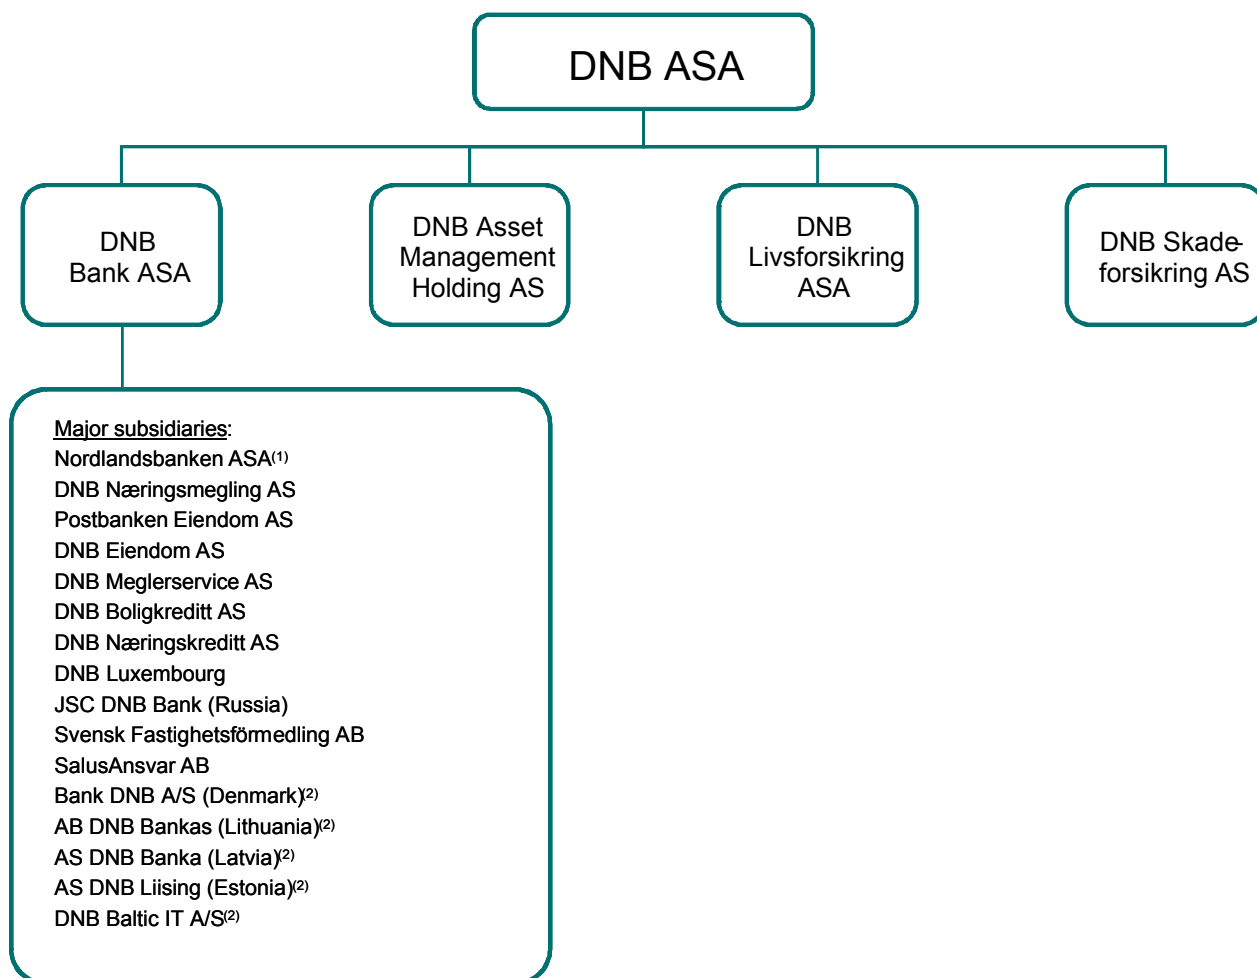 DNB ASA
DNB
Bank ASA
DNB Asset
Management
Holding AS
DNB
Livsforsikring
ASA
DNB Skade-
forsikring AS
Major subsidiaries:
Nordlandsbanken ASA(1)
DNB Næringsmegling AS
Postbanken Eiendom AS
DNB Eiendom AS
DNB Meglerservice AS
DNB Boligkreditt AS
DNB Næringskreditt AS
DNB Luxembourg
JSC DNB Bank (Russia)
Svensk Fastighetsförmedling AB
SalusAnsvar AB
Bank DNB A/S (Denmark)(2)
AB DNB Bankas (Lithuania)(2)
AS DNB Banka (Latvia)(2)
AS DNB Liising (Estonia)(2)
DNB Baltic IT A/S(2)